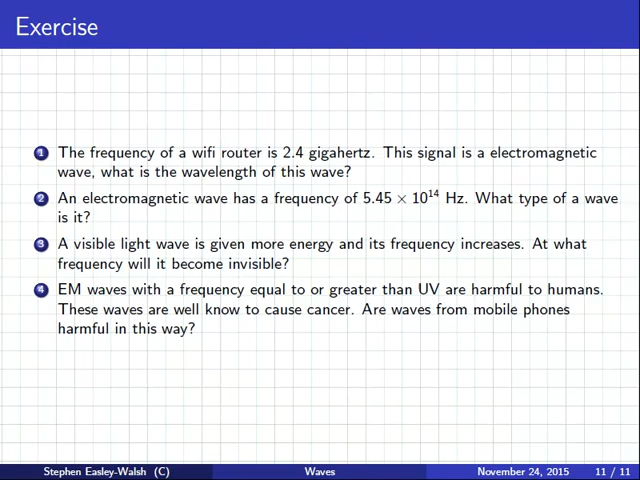 Exercise
1 The frequency of a wifi router is 2.4 gigahertz. This signal is a electromagnetic
wave, what is the wavelength of this wave?
2 An electromagnetic wave has a frequency of 5.45 × 10¹⁴ Hz. What type of a wave
is it?
3 A visible light wave is given more energy and its frequency increases. At what
frequency will it become invisible?
4 EM waves with a frequency equal to or greater than UV are harmful to humans.
These waves are well know to cause cancer. Are waves from mobile phones
harmful in this way?
Stephen Easley-Walsh (C) Waves November 24, 2015 11 / 11